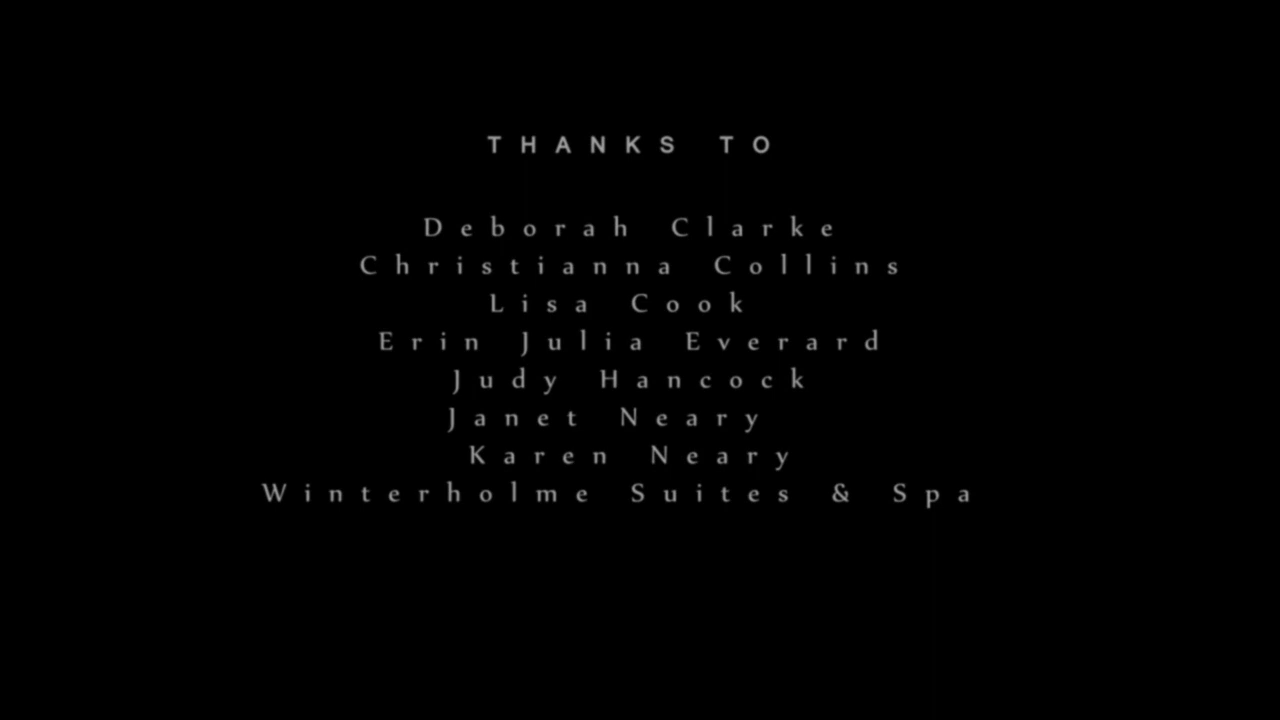 THANKS TO
Deborah Clarke
Christianna Collins
Lisa Cook
Erin Julia Everard
Judy Hancock
Janet Neary
Karen Neary
Winterholme Suites & Spa